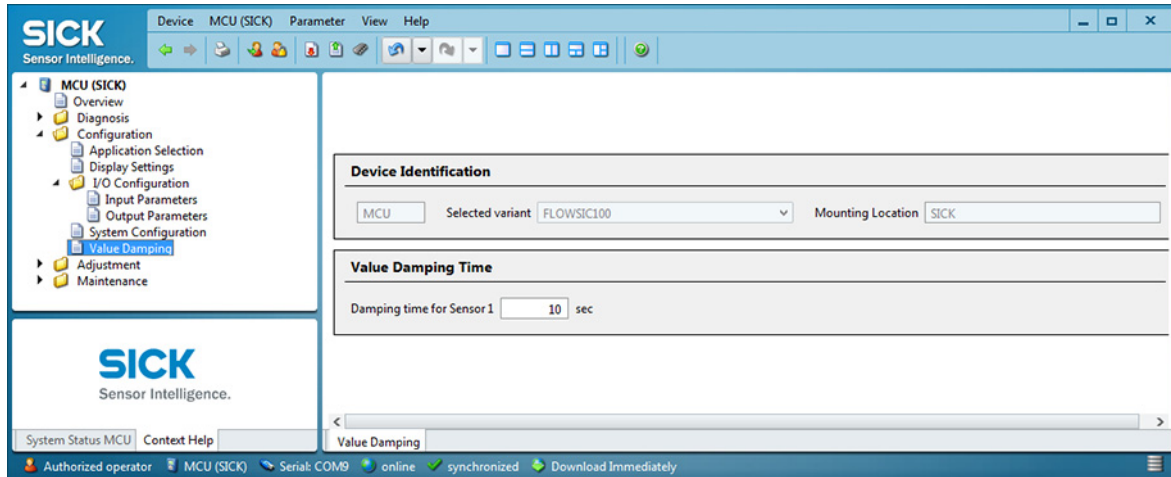 SICK
Sensor Intelligence.
Device MCU (SICK) Parameter View Help
MCU (SICK)
Overview
Diagnosis
Configuration
Application Selection
Display Settings
I/O Configuration
Input Parameters
Output Parameters
System Configuration
Value Damping
Adjustment
Maintenance
SICK
Sensor Intelligence.
System Status MCU Context Help
Device Identification
MCU Selected variant FLOWSIC100 Mounting Location SICK
Value Damping Time
Damping time for Sensor 1 10 sec
Value Damping
Authorized operator MCU (SICK) Serial: COM9 online synchronized Download Immediately